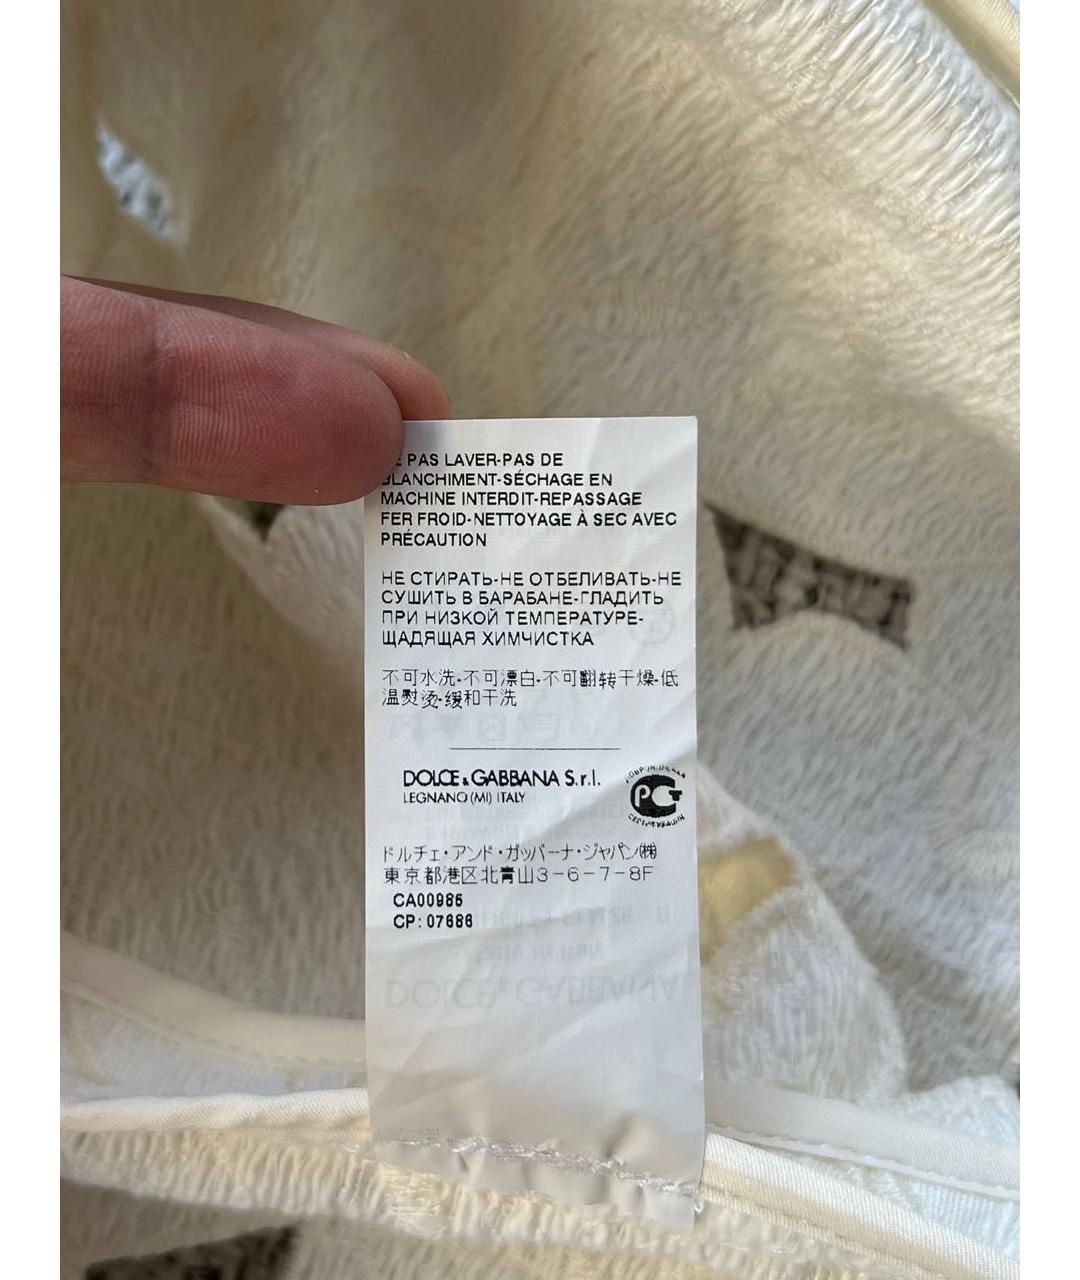 PAS LAVER-PAS DE
BLANCHIMENT-SÉCHAGE EN
MACHINE INTERDIT-REPASSAGE
FER FROID-NETTOYAGE À SEC AVEC
PRÉCAUTION
НЕ СТИРАТЬ-НЕ ОТБЕЛИВАТЬ-НЕ
СУШИТЬ В БАРАБАНЕ-ГЛАДИТЬ
ПРИ НИЗКОЙ ТЕМПЕРАТУРЕ-
ЩАДЯЩАЯ ХИМЧИСТКА
不可水洗-不可漂白-不可翻转干燥-低
温熨烫-缓和干洗
DOLCE & GABBANA S.r.l.
LEGNANO (MI) ITALY
ドルチェ・アンド・ガッバーナ・ジャパン㈱
東京都港区北青山3-6-7-8F
CA00985
CP: 07686